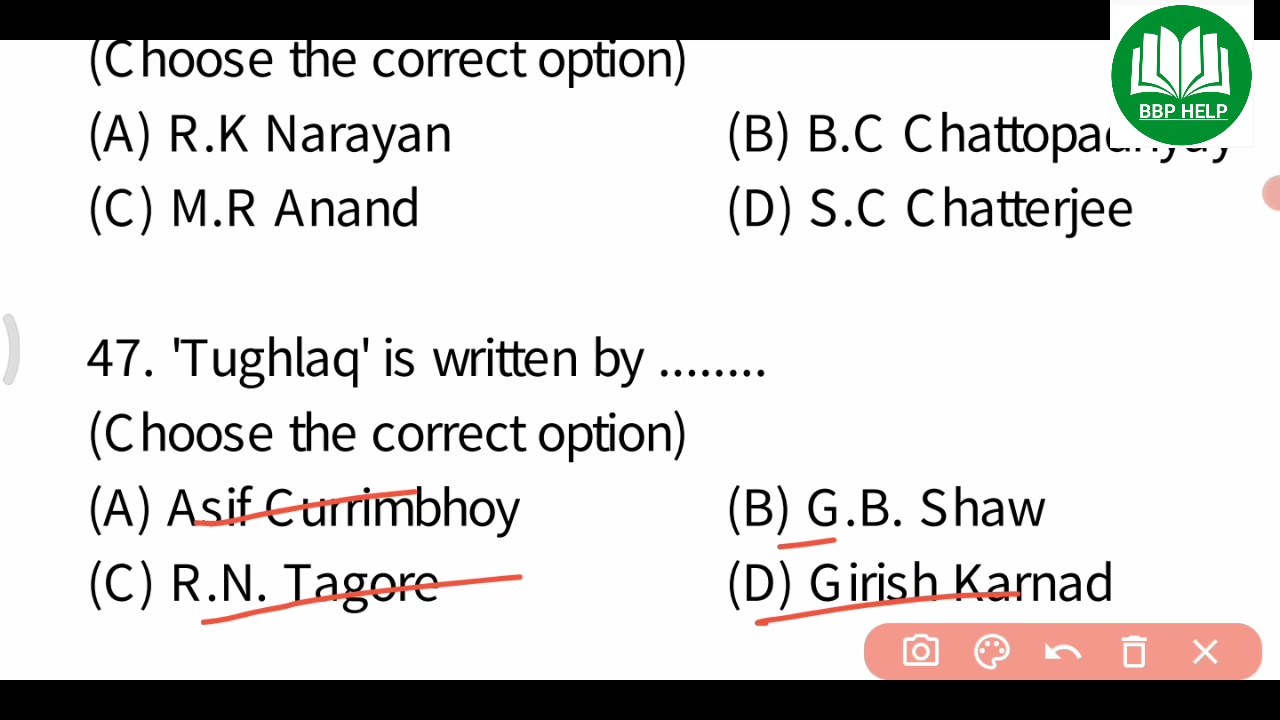 (Choose the correct option)
(A) R.K Narayan
(B) B.C
BBP HELP
(C) M.R Anand
(D) S.C Chatterjee
47. 'Tughlaq' is written by ........
(Choose the correct option)
(A) Asif Currimbhoy
(B) G.B. Shaw
(C) R.N. Tagore
(D) Girish Karnad